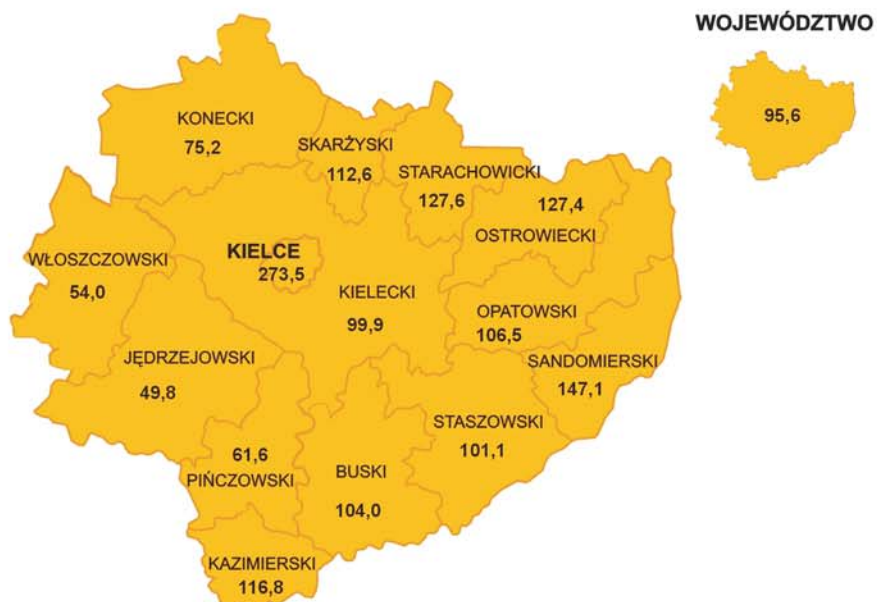 WOJEWÓDZTWO
95,6
KONECKI
75,2
SKARŻYSKI
112,6
STARACHOWICKI
127,6
127,4
OSTROWIECKI
WŁOSZCZOWSKI
54,0
KIELCE
273,5
KIELECKI
99,9
OPATOWSKI
106,5
SANDOMIERSKI
147,1
JĘDRZEJOWSKI
49,8
STASZOWSKI
101,1
61,6
PIŃCZOWSKI
BUSKI
104,0
KAZIMIERSKI
116,8